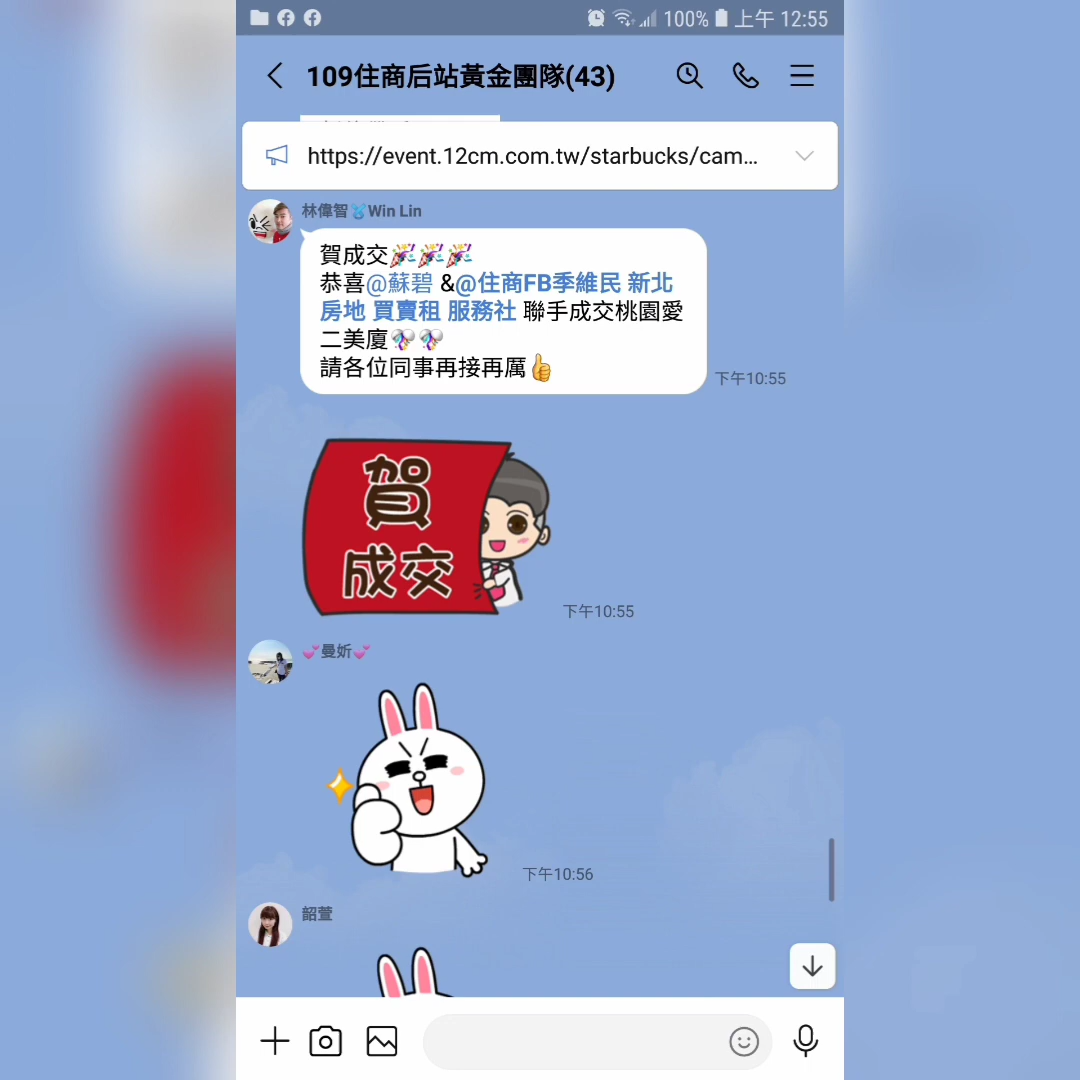 100% 上午 12:55
109住商后站黃金團隊(43)
https://event.12cm.com.tw/starbucks/cam…
林偉智🐰Win Lin
賀成交🎉🎉🎉
恭喜@蘇碧 &@住商FB季維民 新北
房地 買賣租 服務社 聯手成交桃園愛
二美廈🎊🎊
請各位同事再接再厲👍
下午10:55
賀
成交
下午10:55
💕曼妡💕
下午10:56
韶萱